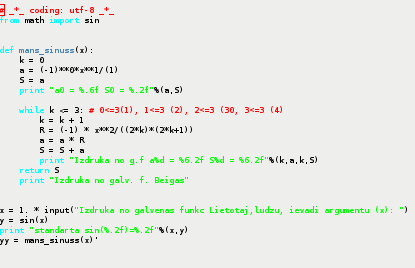 # _*_ coding: utf-8 _*_
from math import sin
def mans_sinuss(x):
k = 0
a = (-1)**0*x**1/(1)
S = a
print "a0 = %.6f S0 = %.2f"%(a,S)
while k <= 3: # 0<=3(1), 1<=3 (2), 2<=3 (30, 3<=3 (4)
k = k + 1
R = (-1) * x**2/((2*k)*(2*k+1))
a = a * R
S = S + a
print "Izdruka no g.f a%d = %6.2f S%d = %6.2f"%(k,a,k,S)
return S
print "Izdruka no galv. f. Beigas"
x = 1. * input("Izdruka no galvenas funkc Lietotaj,ludzu, ievadi argumentu (x): ")
y = sin(x)
print "standarta sin(%.2f)=%.2f"%(x,y)
yy = mans_sinuss(x)'